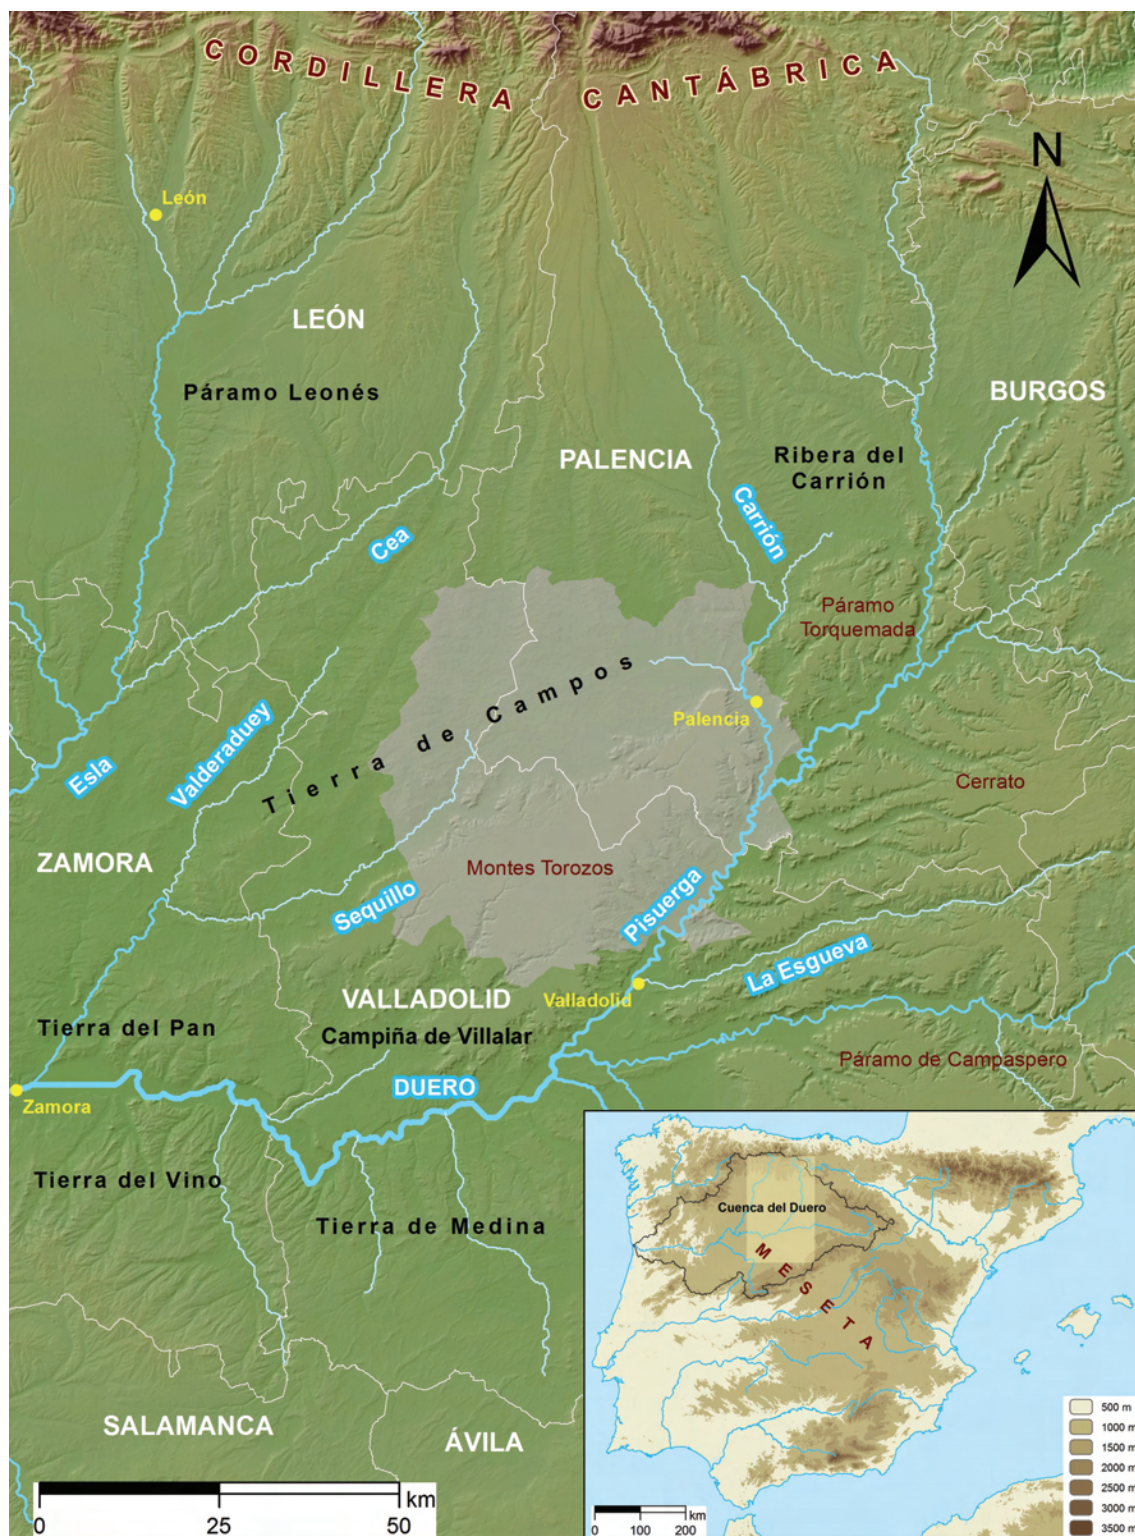 CORDILLERA CANTÁBRICA
N
León
LEÓN
Páramo Leonés
BURGOS
PALENCIA
Ribera del
Carrión
Carrión
Cea
Páramo
Torquemada
Tierra de Campos
Palencia
Valderaduey
Esla
Cerrato
ZAMORA
Montes Torozos
Sequillo
Pisuerga
La Esgueva
VALLADOLID
Valladolid
Tierra del Pan
Campiña de Villalar
Páramo de Campaspero
DUERO
Zamora
Tierra del Vino
Tierra de Medina
SALAMANCA
ÁVILA
0 25 50 km
Cuenca del Duero
MESETA
500 m
1000 m
1500 m
2000 m
2500 m
3000 m
3500 m
km
0 100 200